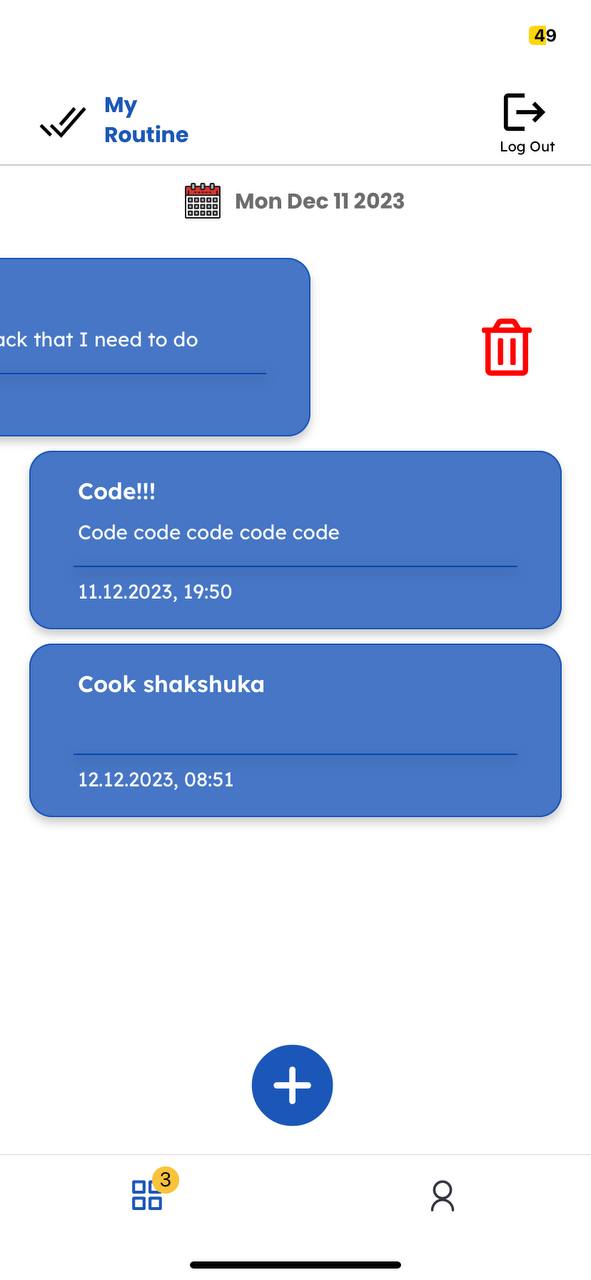 49
My
Routine
Log Out
Mon Dec 11 2023
that I need to do
Code!!!
Code code code code code
11.12.2023, 19:50
Cook shakshuka
12.12.2023, 08:51
3